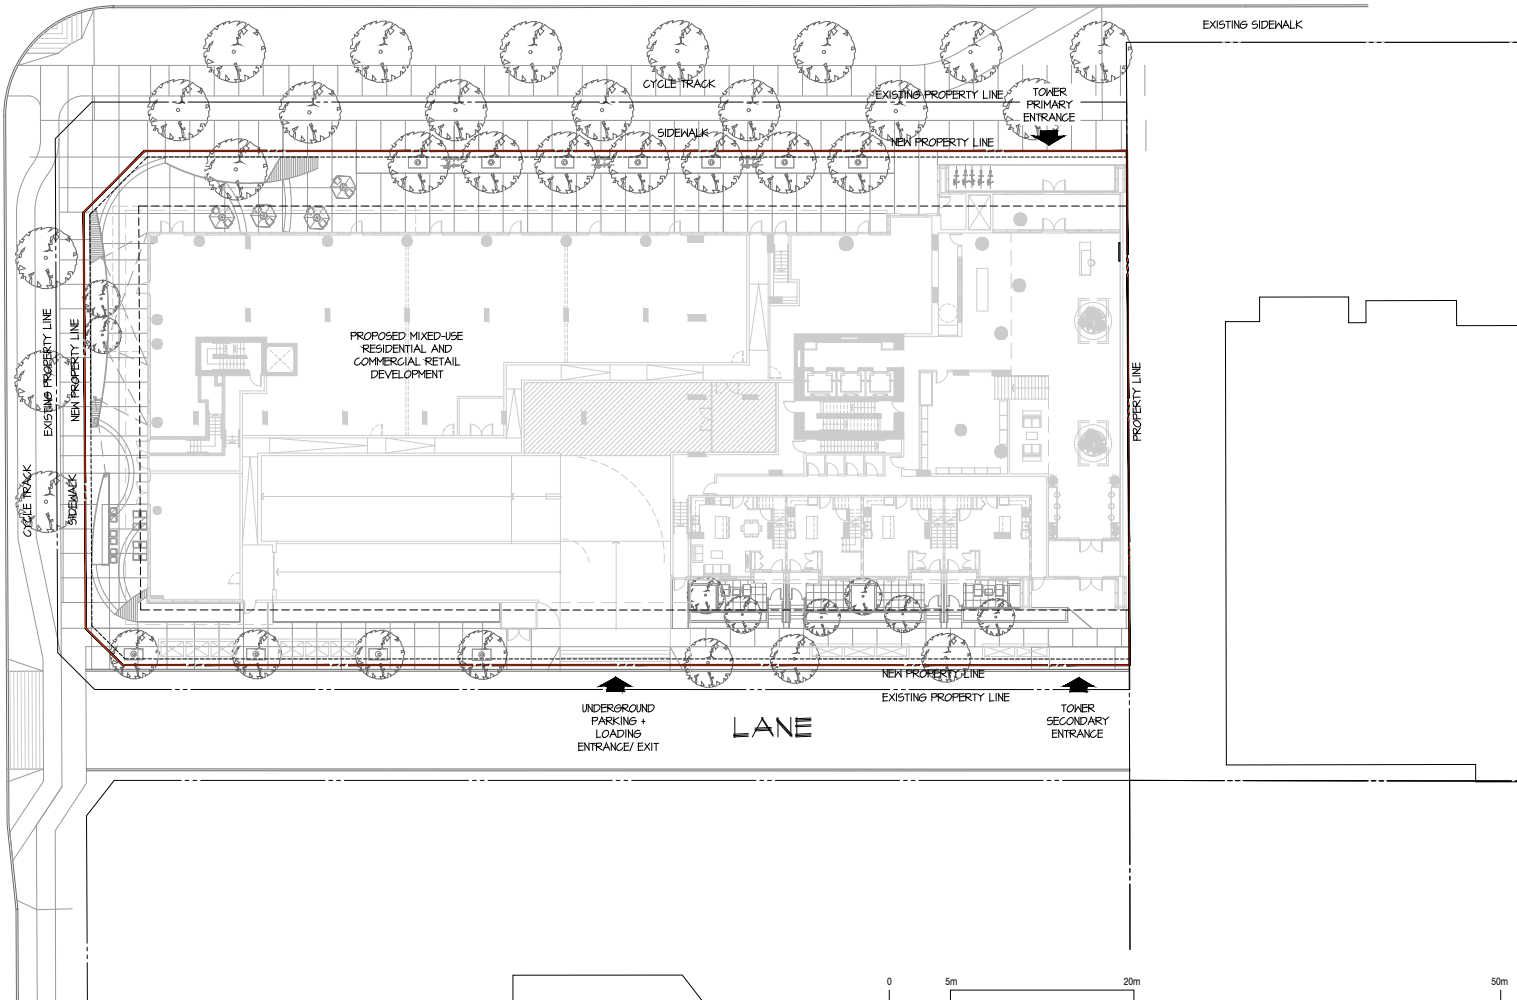 EXISTING SIDEWALK
CYCLE TRACK
EXISTING PROPERTY LINE
TOWER
PRIMARY
ENTRANCE
SIDEWALK
NEW PROPERTY LINE
PROPOSED MIXED-USE
RESIDENTIAL AND
COMMERCIAL RETAIL
DEVELOPMENT
EXISTING PROPERTY LINE
NEW PROPERTY LINE
PROPERTY LINE
CYCLE TRACK
SIDEWALK
NEW PROPERTY LINE
EXISTING PROPERTY LINE
UNDERGROUND
PARKING +
LOADING
ENTRANCE/ EXIT
LANE
TOWER
SECONDARY
ENTRANCE
0 5m 20m 50m